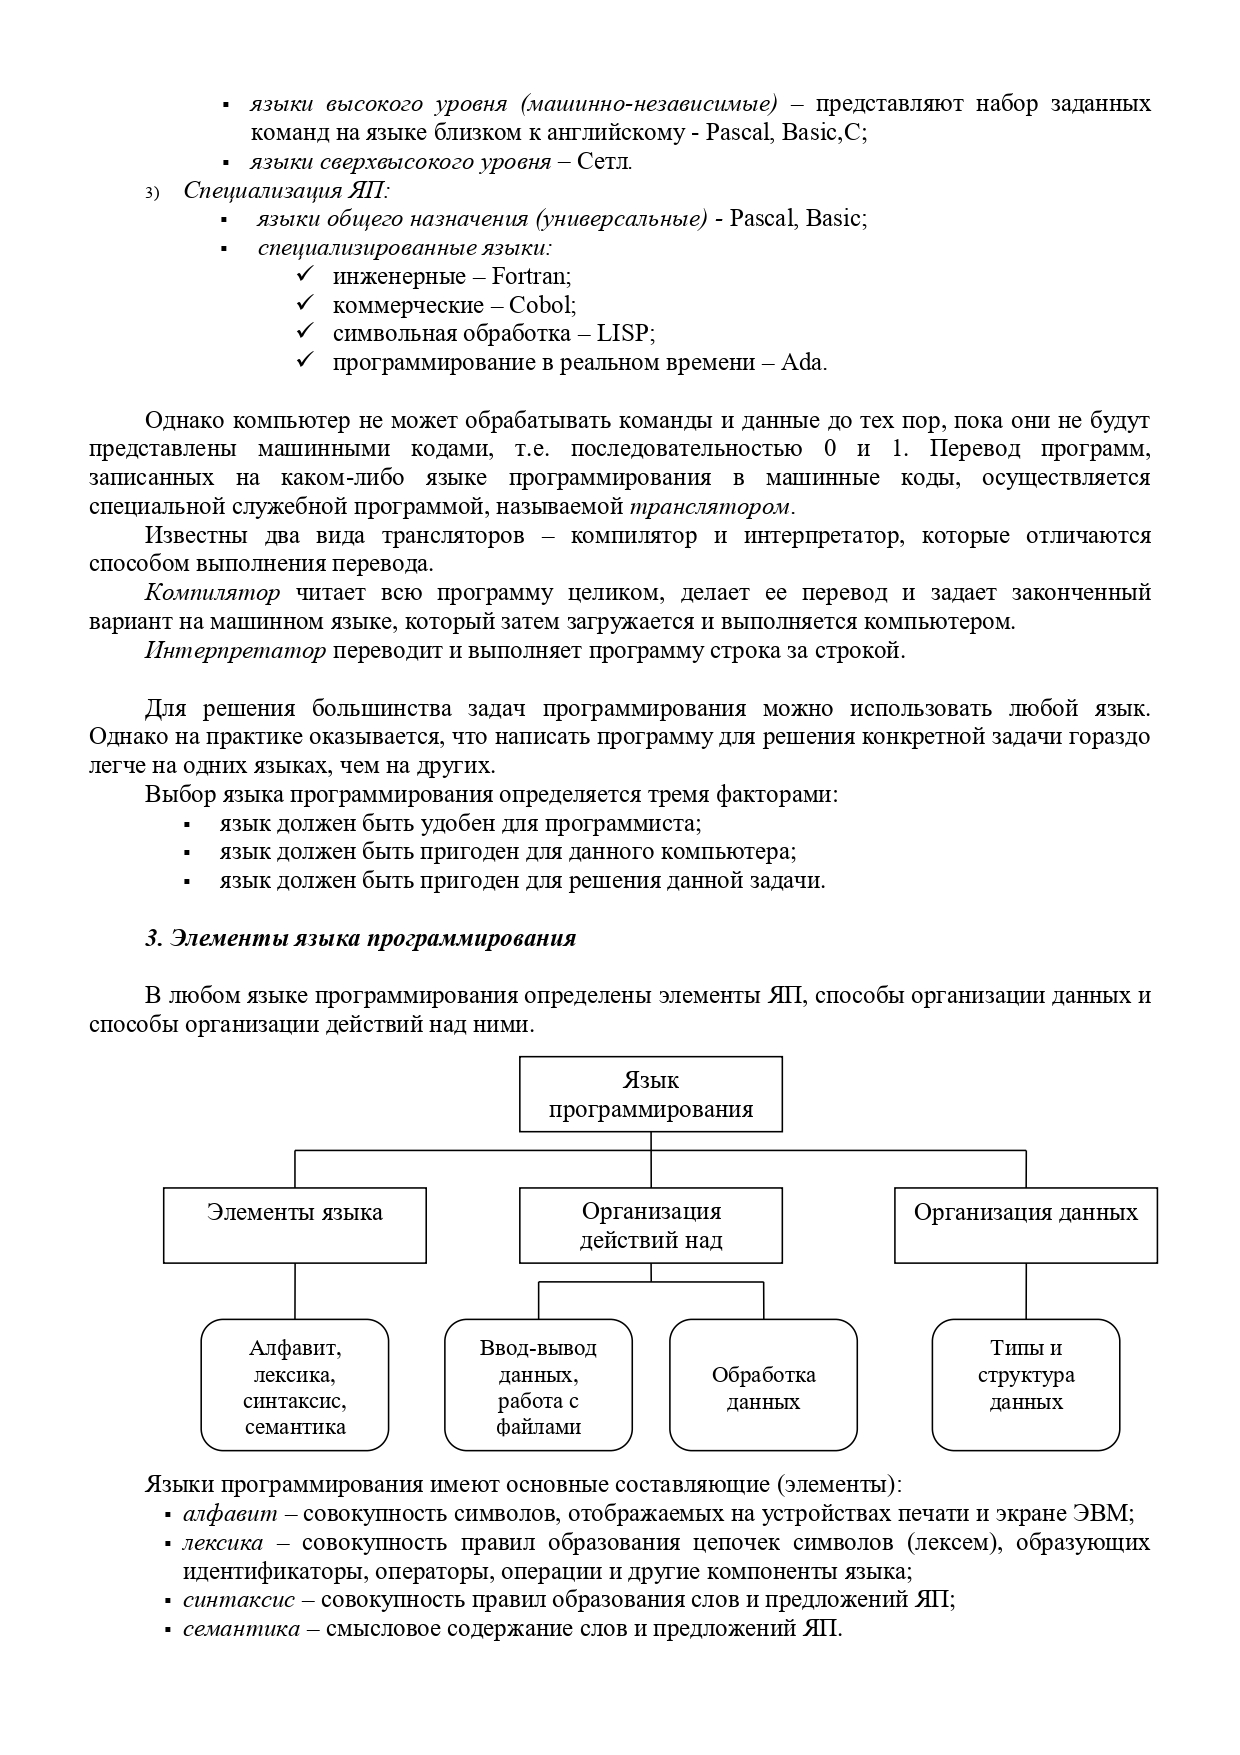 ▪ языки высокого уровня (машинно-независимые) – представляют набор заданных
команд на языке близком к английскому - Pascal, Basic,C;
▪ языки сверхвысокого уровня – Сетл.
3) Специализация ЯП:
▪ языки общего назначения (универсальные) - Pascal, Basic;
▪ специализированные языки:
✓ инженерные – Fortran;
✓ коммерческие – Cobol;
✓ символьная обработка – LISP;
✓ программирование в реальном времени – Ada.
Однако компьютер не может обрабатывать команды и данные до тех пор, пока они не будут
представлены машинными кодами, т.е. последовательностью 0 и 1. Перевод программ,
записанных на каком-либо языке программирования в машинные коды, осуществляется
специальной служебной программой, называемой транслятором.
Известны два вида трансляторов – компилятор и интерпретатор, которые отличаются
способом выполнения перевода.
Компилятор читает всю программу целиком, делает ее перевод и задает законченный
вариант на машинном языке, который затем загружается и выполняется компьютером.
Интерпретатор переводит и выполняет программу строка за строкой.
Для решения большинства задач программирования можно использовать любой язык.
Однако на практике оказывается, что написать программу для решения конкретной задачи гораздо
легче на одних языках, чем на других.
Выбор языка программирования определяется тремя факторами:
▪ язык должен быть удобен для программиста;
▪ язык должен быть пригоден для данного компьютера;
▪ язык должен быть пригоден для решения данной задачи.
3. Элементы языка программирования
В любом языке программирования определены элементы ЯП, способы организации данных и
способы организации действий над ними.
Язык
программирования
Элементы языка
Организация
действий над
Организация данных
Алфавит,
лексика,
синтаксис,
семантика
Ввод-вывод
данных,
работа с
файлами
Обработка
данных
Типы и
структура
данных
Языки программирования имеют основные составляющие (элементы):
▪ алфавит – совокупность символов, отображаемых на устройствах печати и экране ЭВМ;
▪ лексика – совокупность правил образования цепочек символов (лексем), образующих
идентификаторы, операторы, операции и другие компоненты языка;
▪ синтаксис – совокупность правил образования слов и предложений ЯП;
▪ семантика – смысловое содержание слов и предложений ЯП.